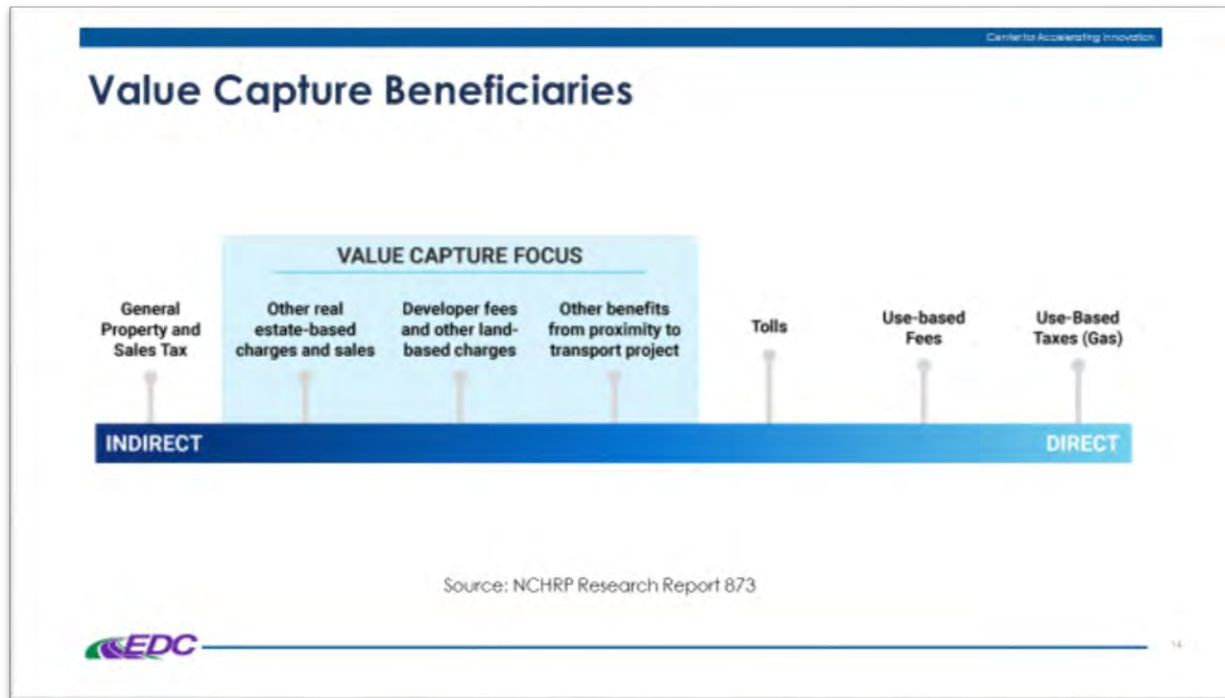 Center for Accelerating Innovation
Value Capture Beneficiaries
VALUE CAPTURE FOCUS
General
Property and
Sales Tax
Other real
estate-based
charges and sales
Developer fees
and other land-
based charges
Other benefits
from proximity to
transport project
Tolls
Use-based
Fees
Use-Based
Taxes (Gas)
INDIRECT
DIRECT
Source: NCHRP Research Report 873
EDC